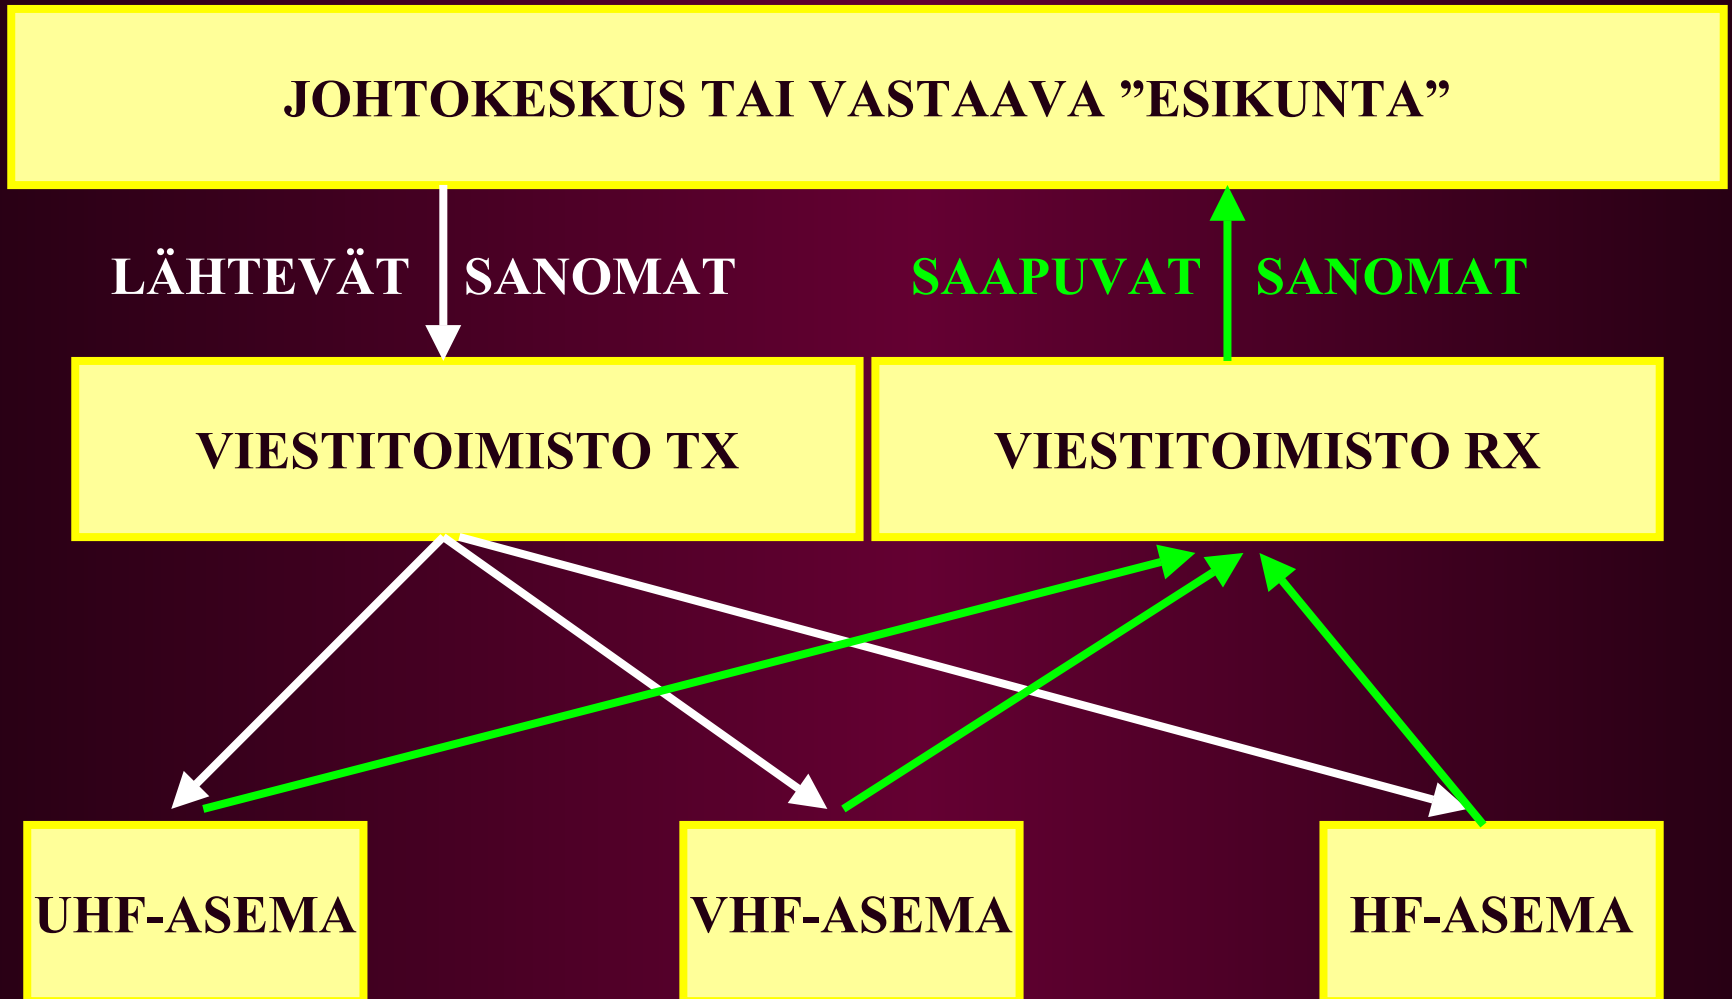 JOHTOKESKUS TAI VASTAAVA ”ESIKUNTA”
LÄHTEVÄT SANOMAT
SAAPUVAT SANOMAT
VIESTITOIMISTO TX
VIESTITOIMISTO RX
UHF-ASEMA
VHF-ASEMA
HF-ASEMA